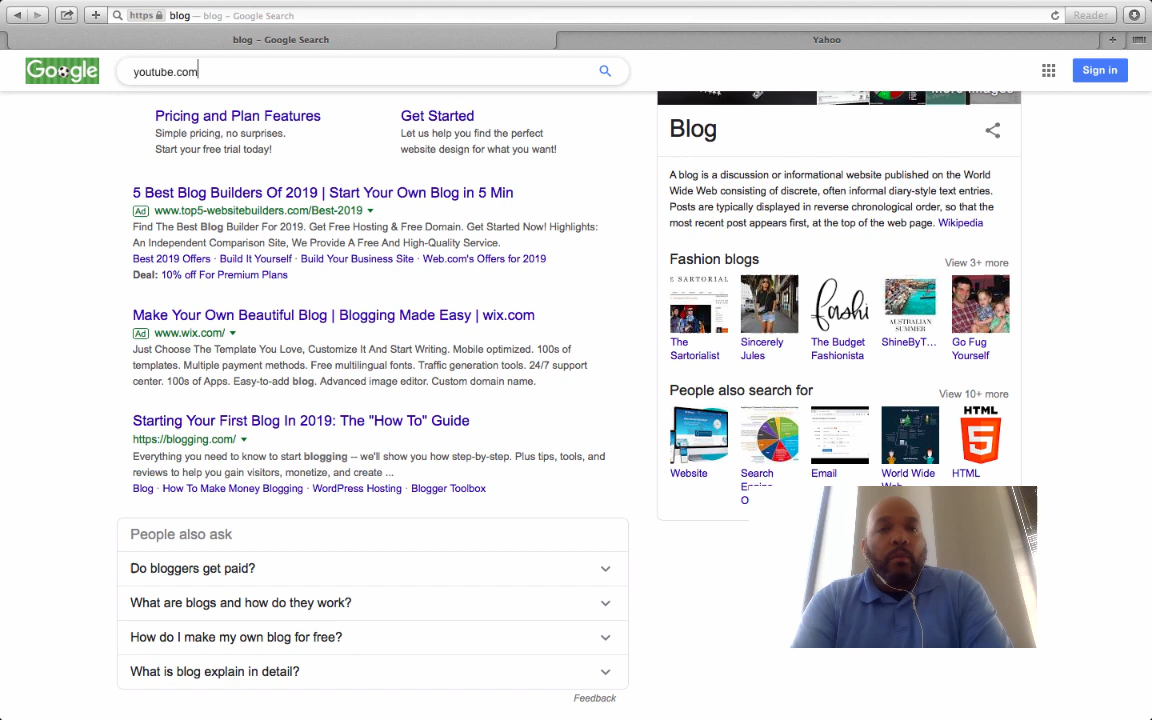 https blog — blog – Google Search
Reader
blog – Google Search
Yahoo
Google
youtube.com
Sign in
Pricing and Plan Features
Simple pricing, no surprises.
Start your free trial today!
Get Started
Let us help you find the perfect
website design for what you want!
5 Best Blog Builders Of 2019 | Start Your Own Blog in 5 Min
Ad www.top5-websitebuilders.com/Best-2019
Find The Best Blog Builder For 2019. Get Free Hosting & Free Domain. Get Started Now! Highlights:
An Independent Comparison Site, We Provide A Free And High-Quality Service.
Best 2019 Offers · Build It Yourself · Build Your Business Site · Web.com's Offers for 2019
Deal: 10% off For Premium Plans
Make Your Own Beautiful Blog | Blogging Made Easy | wix.com
Ad www.wix.com/
Just Choose The Template You Love, Customize It And Start Writing. Mobile optimized. 100s of
templates. Multiple payment methods. Free multilingual fonts. Traffic generation tools. 24/7 support
center. 100s of Apps. Easy-to-add blog. Advanced image editor. Custom domain name.
Starting Your First Blog In 2019: The "How To" Guide
https://blogging.com/
Everything you need to know to start blogging -- we'll show you how step-by-step. Plus tips, tools, and
reviews to help you gain visitors, monetize, and create ...
Blog · How To Make Money Blogging · WordPress Hosting · Blogger Toolbox
People also ask
Do bloggers get paid?
What are blogs and how do they work?
How do I make my own blog for free?
What is blog explain in detail?
Feedback
More images
Blog
A blog is a discussion or informational website published on the World
Wide Web consisting of discrete, often informal diary-style text entries.
Posts are typically displayed in reverse chronological order, so that the
most recent post appears first, at the top of the web page. Wikipedia
Fashion blogs
View 3+ more
E SARTORIAL
fashi
AUSTRALIAN
SUMMER
The
Sartorialist
Sincerely
Jules
The Budget
Fashionista
ShineByT...
Go Fug
Yourself
People also search for
View 10+ more
HTML
5
Website
Search
Engine
O
Email
World Wide
Web
HTML